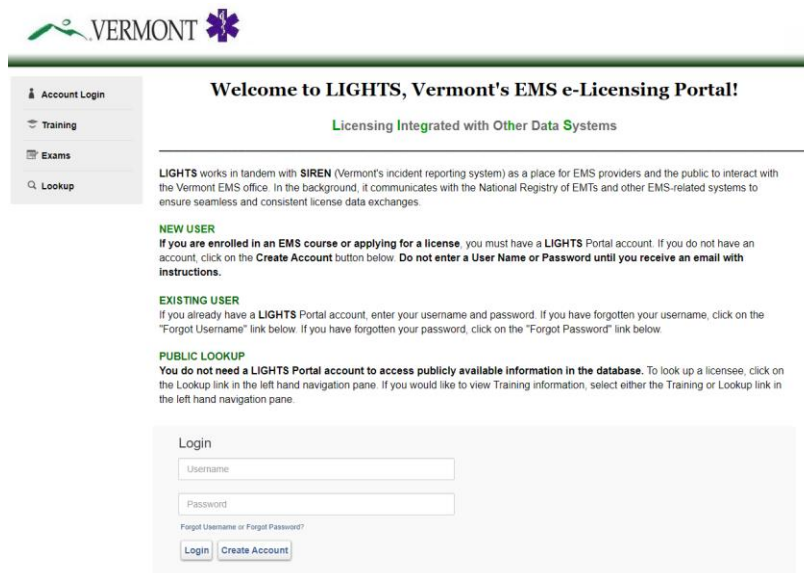 VERMONT
Account Login
Training
Exams
Lookup
Welcome to LIGHTS, Vermont's EMS e-Licensing Portal!
Licensing Integrated with Other Data Systems
LIGHTS works in tandem with SIREN (Vermont's incident reporting system) as a place for EMS providers and the public to interact with
the Vermont EMS office. In the background, it communicates with the National Registry of EMTs and other EMS-related systems to
ensure seamless and consistent license data exchanges.
NEW USER
If you are enrolled in an EMS course or applying for a license, you must have a LIGHTS Portal account. If you do not have an
account, click on the Create Account button below. Do not enter a User Name or Password until you receive an email with
instructions.
EXISTING USER
If you already have a LIGHTS Portal account, enter your username and password. If you have forgotten your username, click on the
"Forgot Username" link below. If you have forgotten your password, click on the "Forgot Password" link below.
PUBLIC LOOKUP
You do not need a LIGHTS Portal account to access publicly available information in the database. To look up a licensee, click on
the Lookup link in the left hand navigation pane. If you would like to view Training information, select either the Training or Lookup link in
the left hand navigation pane.
Login
Username
Password
Forgot Username or Forgot Password?
Login Create Account